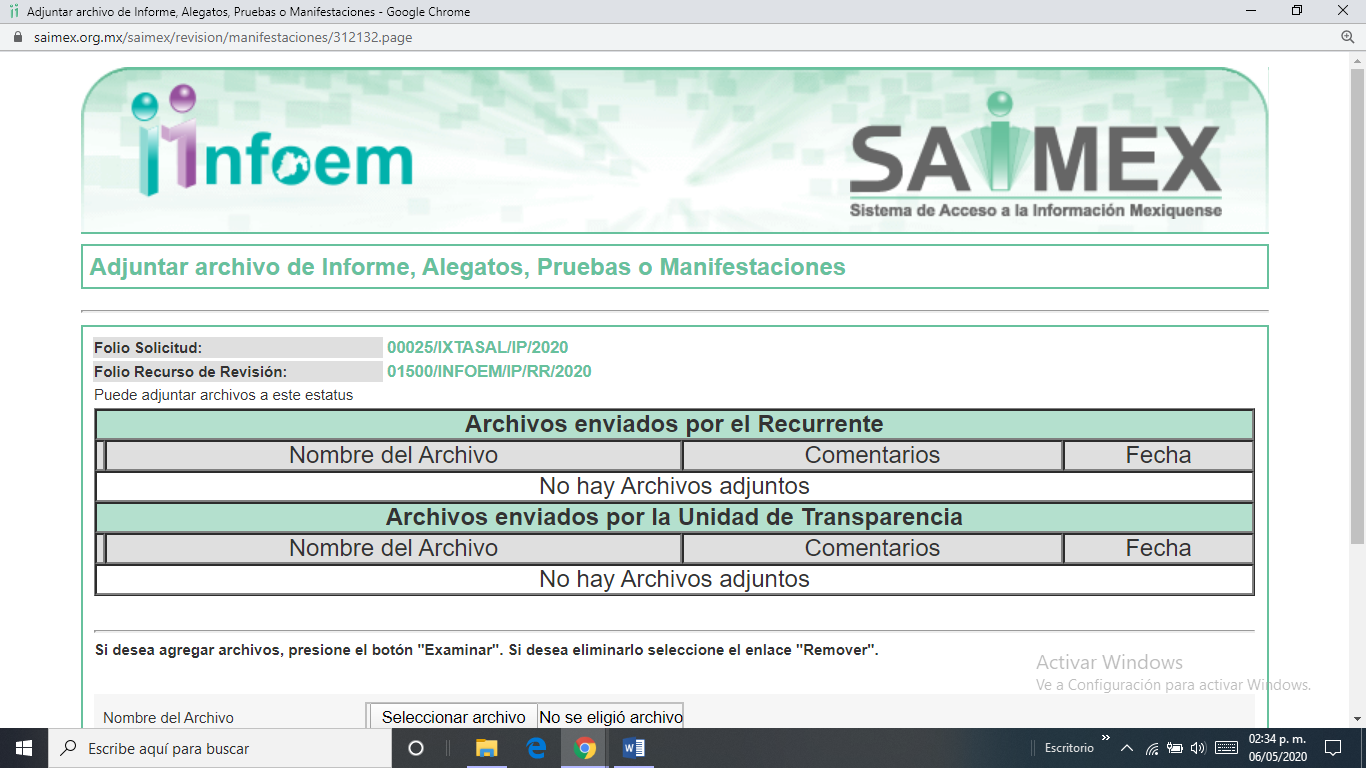 Adjuntar archivo de Informe, Alegatos, Pruebas o Manifestaciones - Google Chrome
saimex.org.mx/saimex/revision/manifestaciones/312132.page
infoem
SAIMEX
Sistema de Acceso a la Información Mexiquense
Adjuntar archivo de Informe, Alegatos, Pruebas o Manifestaciones
Folio Solicitud: 00025/IXTASAL/IP/2020
Folio Recurso de Revisión: 01500/INFOEM/IP/RR/2020
Puede adjuntar archivos a este estatus
Archivos enviados por el Recurrente
Nombre del Archivo Comentarios Fecha
No hay Archivos adjuntos
Archivos enviados por la Unidad de Transparencia
Nombre del Archivo Comentarios Fecha
No hay Archivos adjuntos
Si desea agregar archivos, presione el botón "Examinar". Si desea eliminarlo seleccione el enlace "Remover".
Activar Windows
Ve a Configuración para activar Windows.
Nombre del Archivo Seleccionar archivo No se eligió archivo
Escribe aquí para buscar
Escritorio
02:34 p. m.
06/05/2020